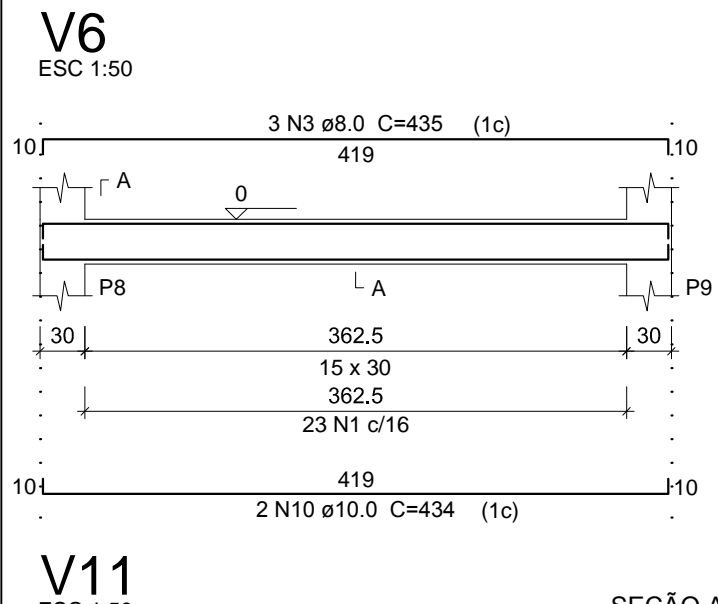 V6
ESC 1:50
3 N3 ø8.0 C=435 (1c)
10 419 10
A
0
P8 A P9
30 362.5 30
15 x 30
362.5
23 N1 c/16
10 419 10
2 N10 ø10.0 C=434 (1c)
V11